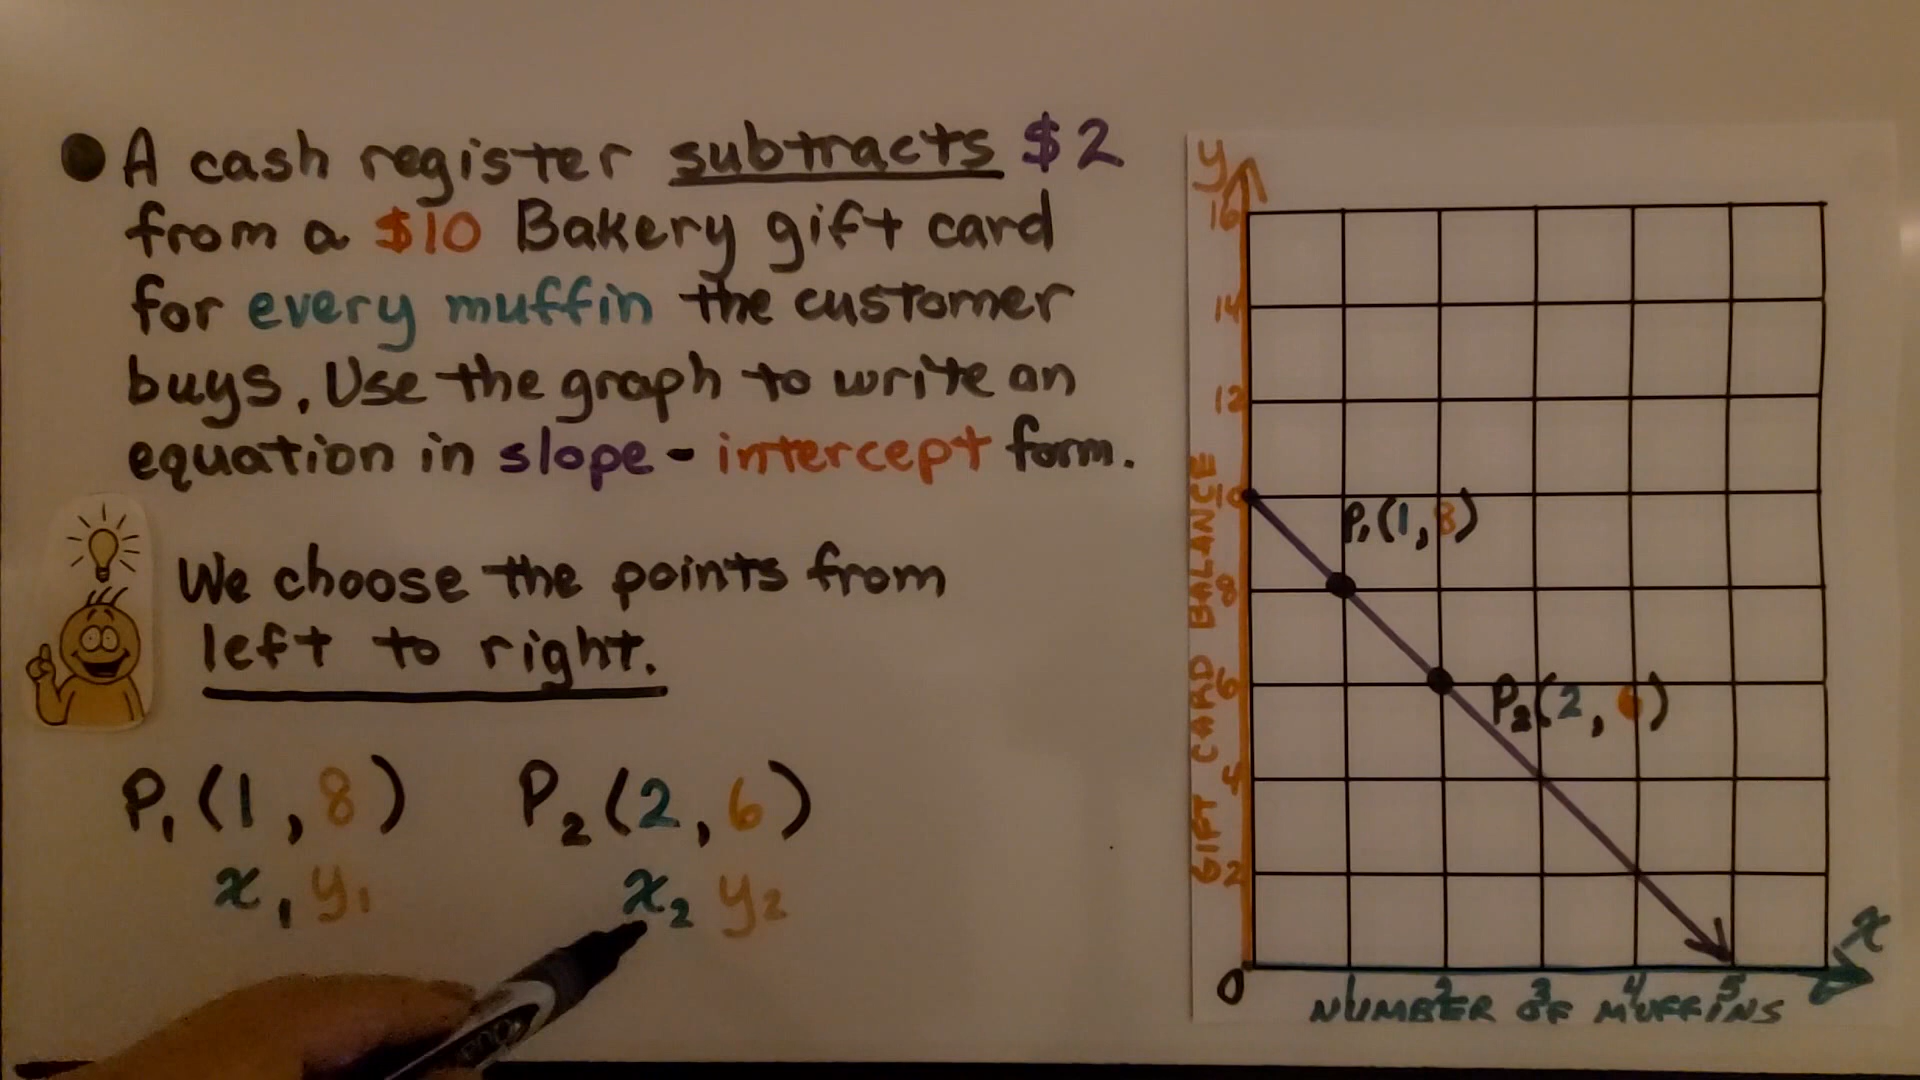 A cash register subtracts $2
from a $10 Bakery gift card
for every muffin the customer
buys. Use the graph to write an
equation in slope - intercept form.
We choose the points from
left to right.
P₁(1,8) P₂(2,6)
x₁ y₁ x₂ y₂
y
16
14
12
10
8
6
4
2
0
GIFT CARD BALANCE
P₁(1,8)
P₂(2,6)
x
1 2 3 4 5
NUMBER OF MUFFINS